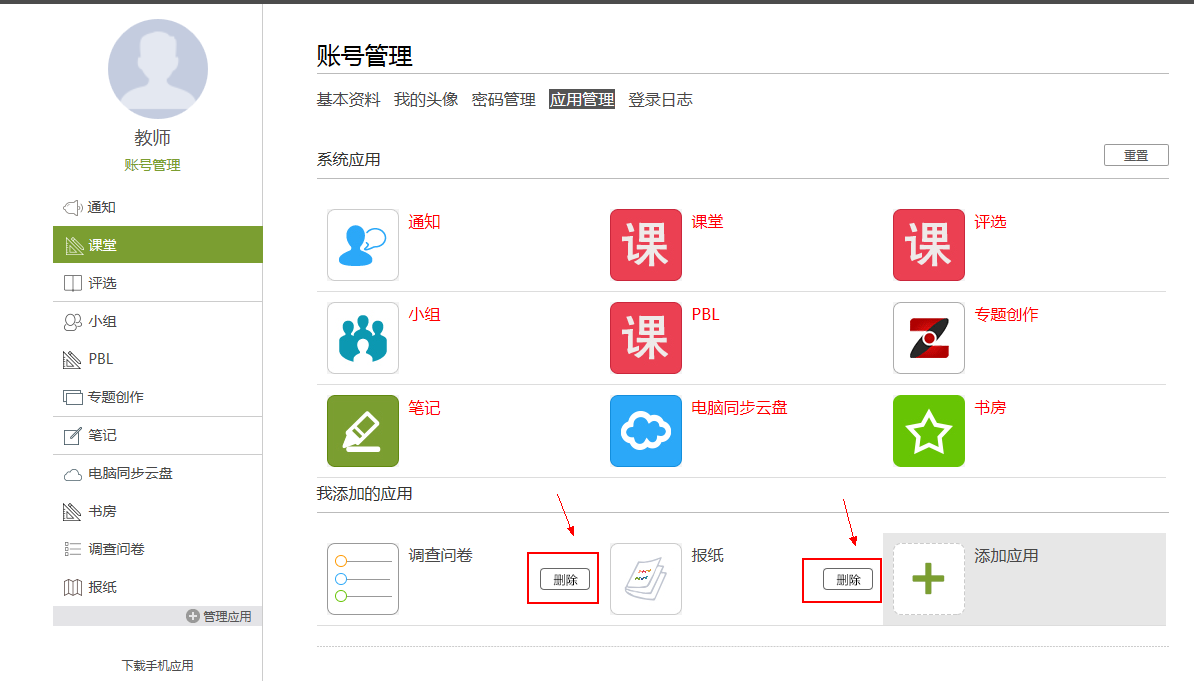 教师
账号管理
通知
课堂
评选
小组
PBL
专题创作
笔记
电脑同步云盘
书房
调查问卷
报纸
管理应用
下载手机应用
账号管理
基本资料 我的头像 密码管理 应用管理 登录日志
系统应用 重置
通知 课 课堂 课 评选
小组 课 PBL 专题创作
笔记 电脑同步云盘 书房
我添加的应用
调查问卷 删除 报纸 删除 添加应用